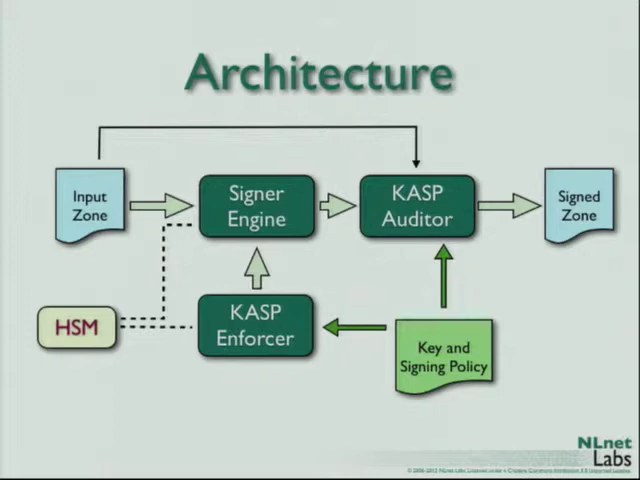 Architecture
Input
Zone
Signer
Engine
KASP
Auditor
Signed
Zone
HSM
KASP
Enforcer
Key and
Signing Policy
NLnet
Labs